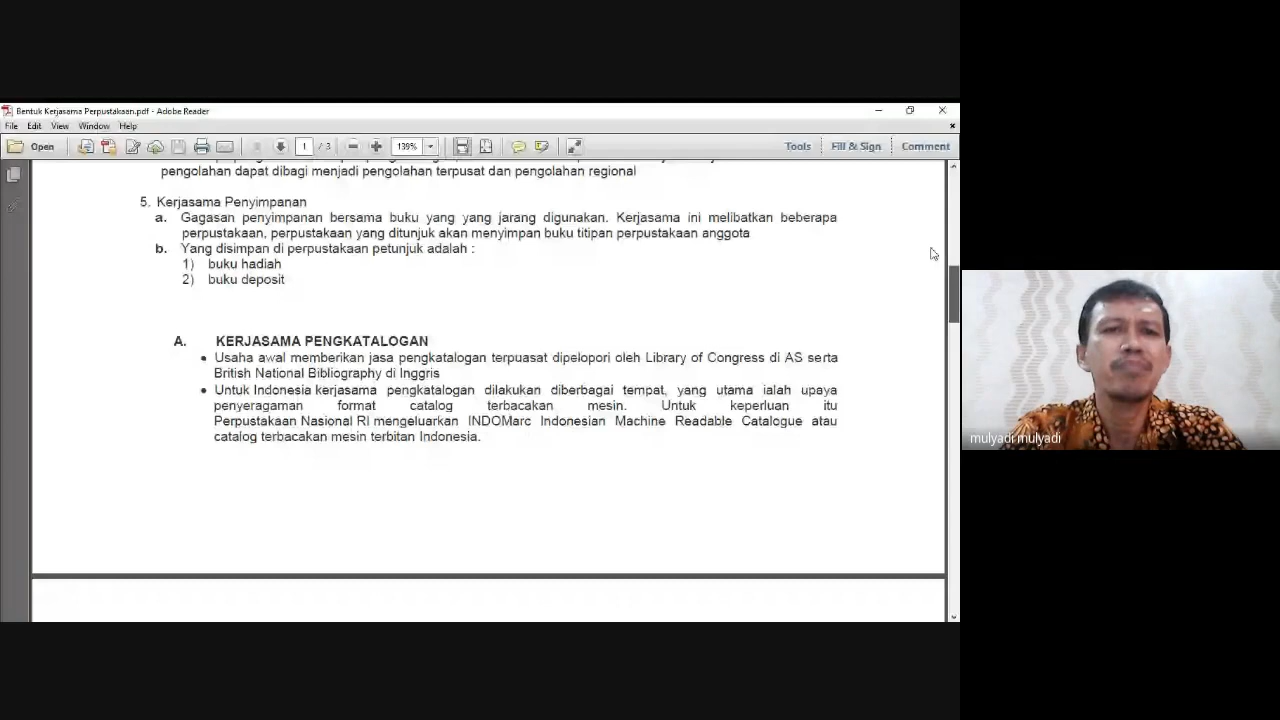 Bentuk Kerjasama Perpustakaan.pdf - Adobe Reader
File Edit View Window Help
Open 1 / 3 139% Tools Fill & Sign Comment
pengolahan dapat dibagi menjadi pengolahan terpusat dan pengolahan regional
5. Kerjasama Penyimpanan
a. Gagasan penyimpanan bersama buku yang yang jarang digunakan. Kerjasama ini melibatkan beberapa
perpustakaan, perpustakaan yang ditunjuk akan menyimpan buku titipan perpustakaan anggota
b. Yang disimpan di perpustakaan petunjuk adalah :
1) buku hadiah
2) buku deposit
A. KERJASAMA PENGKATALOGAN
• Usaha awal memberikan jasa pengkatalogan terpuasat dipelopori oleh Library of Congress di AS serta
British National Bibliography di Inggris
• Untuk Indonesia kerjasama pengkatalogan dilakukan diberbagai tempat, yang utama ialah upaya
penyeragaman format catalog terbacakan mesin. Untuk keperluan itu
Perpustakaan Nasional RI mengeluarkan INDOMarc Indonesian Machine Readable Catalogue atau
catalog terbacakan mesin terbitan Indonesia.
mulyadi mulyadi